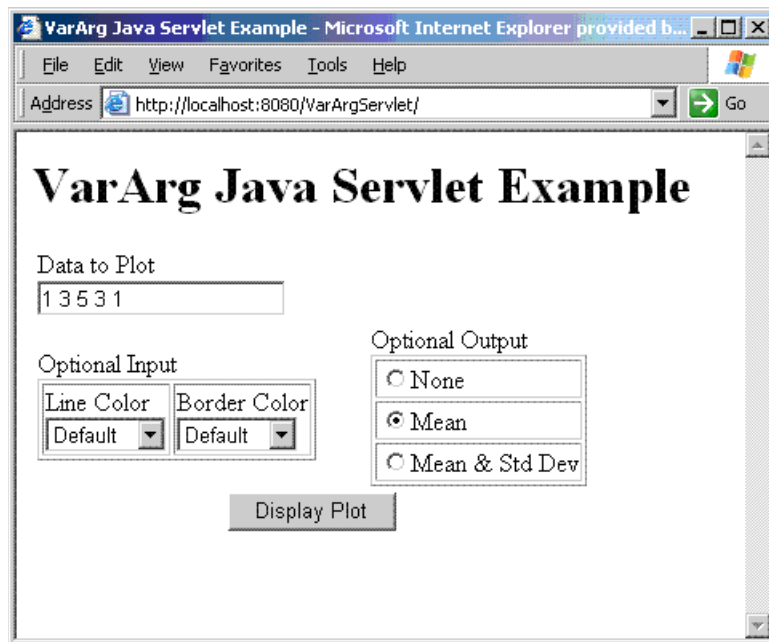 VarArg Java Servlet Example - Microsoft Internet Explorer provided b...
File Edit View Favorites Tools Help
Address http://localhost:8080/VarArgServlet/ Go
VarArg Java Servlet Example
Data to Plot
1 3 5 3 1
Optional Input
Line Color Border Color
Default Default
Optional Output
None
Mean
Mean & Std Dev
Display Plot